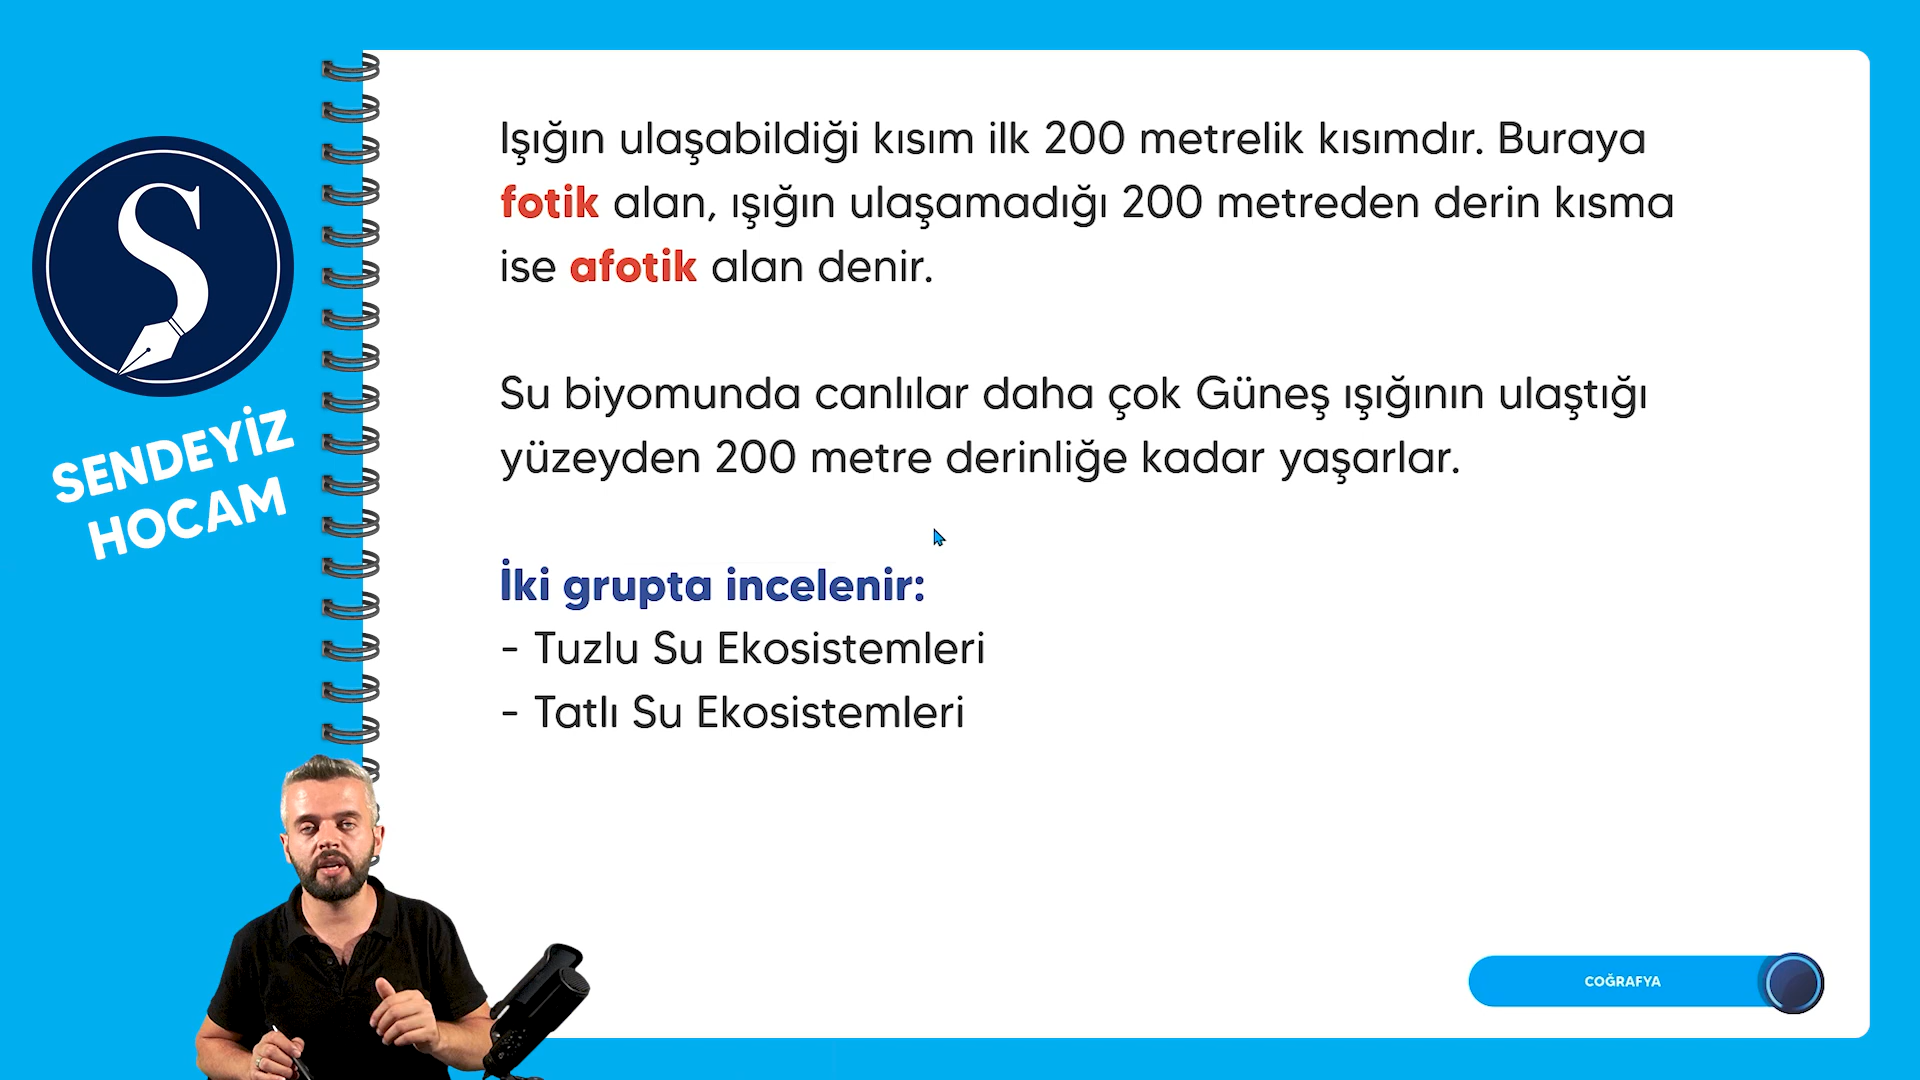 SENDEYİZ
HOCAM
Işığın ulaşabildiği kısım ilk 200 metrelik kısımdır. Buraya
fotik alan, ışığın ulaşamadığı 200 metreden derin kısma
ise afotik alan denir.
Su biyomunda canlılar daha çok Güneş ışığının ulaştığı
yüzeyden 200 metre derinliğe kadar yaşarlar.
İki grupta incelenir:
- Tuzlu Su Ekosistemleri
- Tatlı Su Ekosistemleri
COĞRAFYA